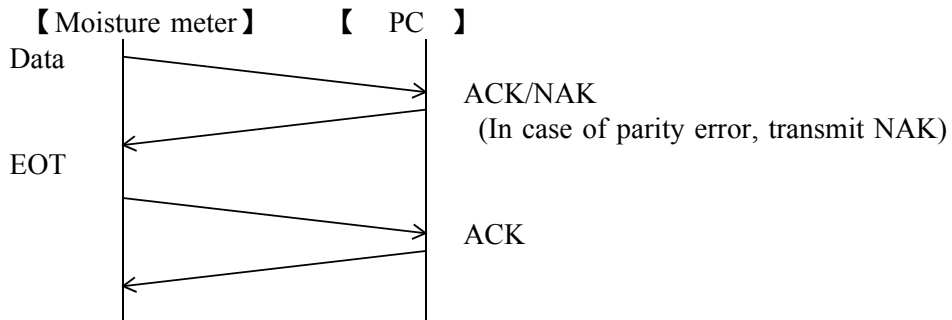 【Moisture meter】 【 PC 】
Data
ACK/NAK
(In case of parity error, transmit NAK)
EOT
ACK